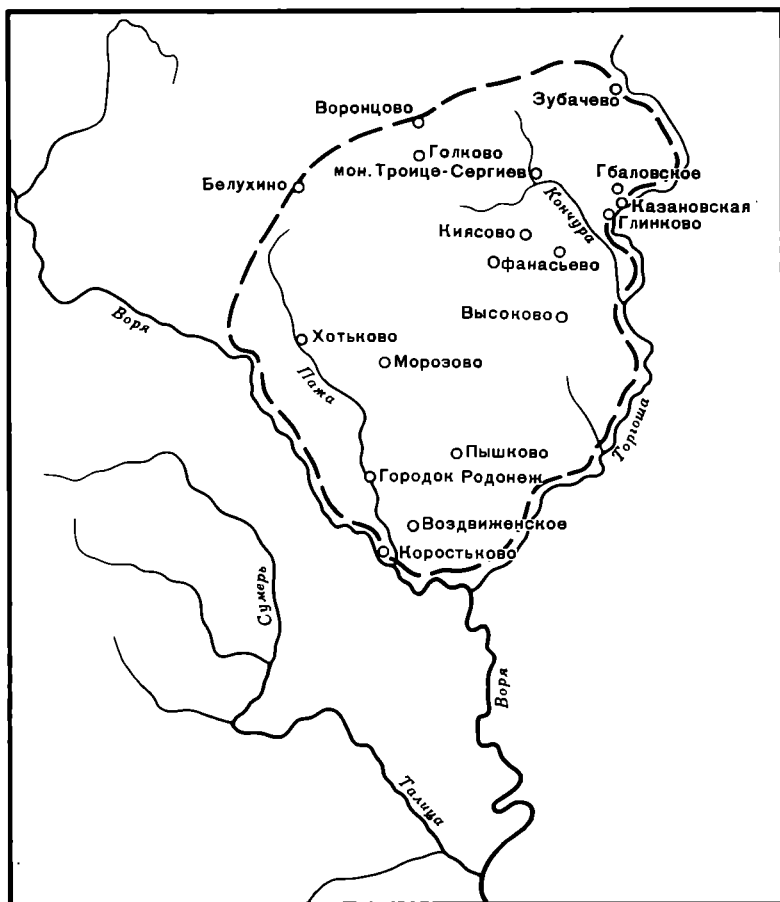 Зубачево
Воронцово
Голково
мон. Троице-Сергиев
Белухино
Гбаловское
Казановская
Глинково
Кончура
Киясово
Офанасьево
Высоково
Воря
Хотьково
Морозово
Пажа
Торгоша
Пышково
Городок Родонеж
Воздвиженское
Коростьково
Сумерь
Воря
Талица